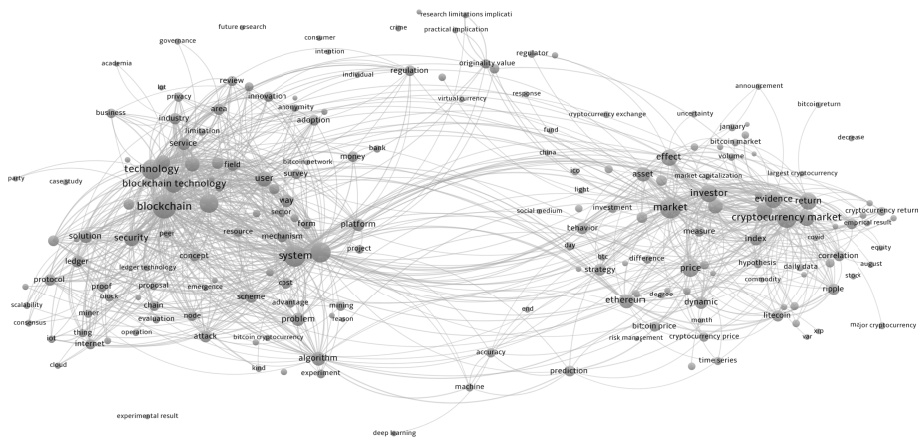 research limitations implicati
practical implication
future research
crime
governance
consumer
intention
regulator
academia
originality value
individual
regulation
review
iot
privacy
innovation
response
virtual currency
announcement
business
area
anonymity
industry
adoption
bitcoin return
uncertainty
limitation
fund
january
service
decrease
bitcoin market
bank
china
effect
volume
money
field
bitcoin network
technology
survey
ico
asset
market capitalization
largest cryptocurrency
party
case study
user
blockchain technology
light
investor
evidence
return
way
blockchain
sector
social medium
investment
market
cryptocurrency market
cryptocurrency return
form
platform
empirical result
peer
resource
mechanism
measure
solution
security
index
covid
day
project
equity
concept
system
btc
difference
correlation
ledger
ledger technology
hypothesis
august
strategy
price
daily data
protocol
proof
proposal
emergence
cost
commodity
stock
block
scheme
degree
ripple
scalability
chain
advantage
mining
ethereum
dynamic
miner
evaluation
node
end
litecoin
consensus
problem
reason
month
thing
operation
bitcoin price
xrp
major cryptocurrency
iot
internet
attack
bitcoin cryptocurrency
risk management
cryptocurrency price
var
accuracy
algorithm
time series
cloud
kind
experiment
prediction
machine
experimental result
deep learning